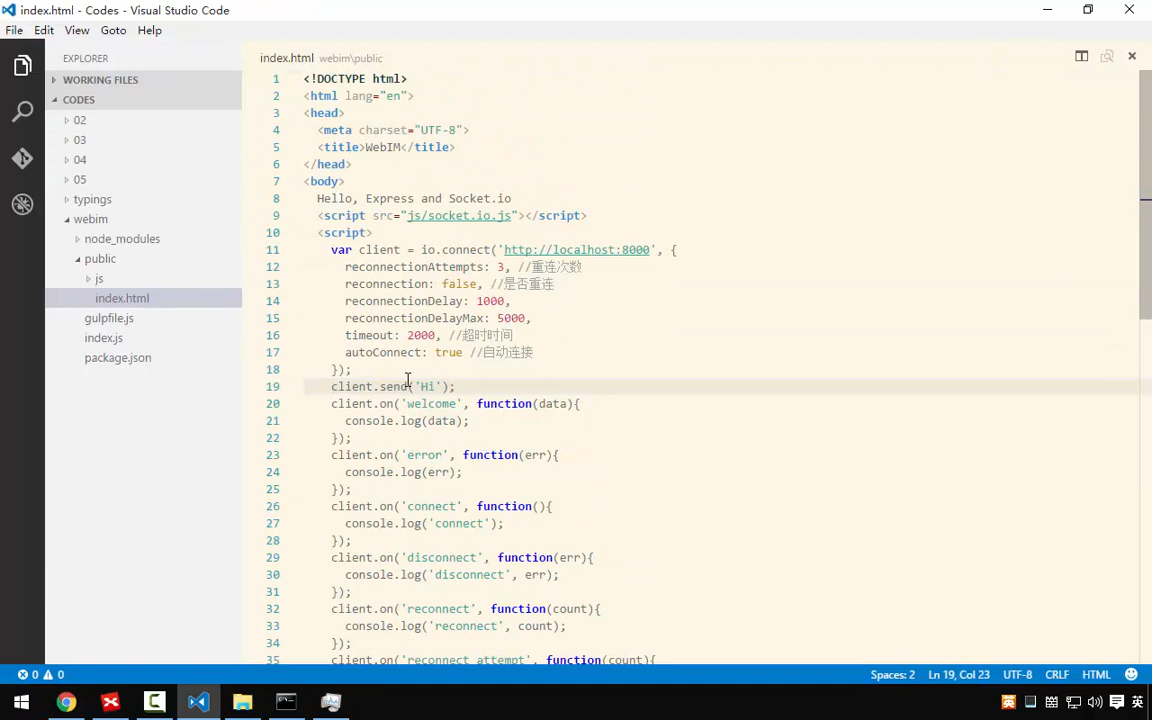 index.html - Codes - Visual Studio Code
File Edit View Goto Help
EXPLORER
WORKING FILES
CODES
02
03
04
05
typings
webim
node_modules
public
js
index.html
gulpfile.js
index.js
package.json
index.html webim\public
1 <!DOCTYPE html>
2 <html lang="en">
3 <head>
4 <meta charset="UTF-8">
5 <title>WebIM</title>
6 </head>
7 <body>
8 Hello, Express and Socket.io
9 <script src="js/socket.io.js"></script>
10 <script>
11 var client = io.connect('http://localhost:8000', {
12 reconnectionAttempts: 3, //重连次数
13 reconnection: false, //是否重连
14 reconnectionDelay: 1000,
15 reconnectionDelayMax: 5000,
16 timeout: 2000, //超时时间
17 autoConnect: true //自动连接
18 });
19 client.send('Hi');
20 client.on('welcome', function(data){
21 console.log(data);
22 });
23 client.on('error', function(err){
24 console.log(err);
25 });
26 client.on('connect', function(){
27 console.log('connect');
28 });
29 client.on('disconnect', function(err){
30 console.log('disconnect', err);
31 });
32 client.on('reconnect', function(count){
33 console.log('reconnect', count);
34 });
35 client.on('reconnect_attempt', function(count){
0 0
Spaces: 2 Ln 19, Col 23 UTF-8 CRLF HTML
英 英